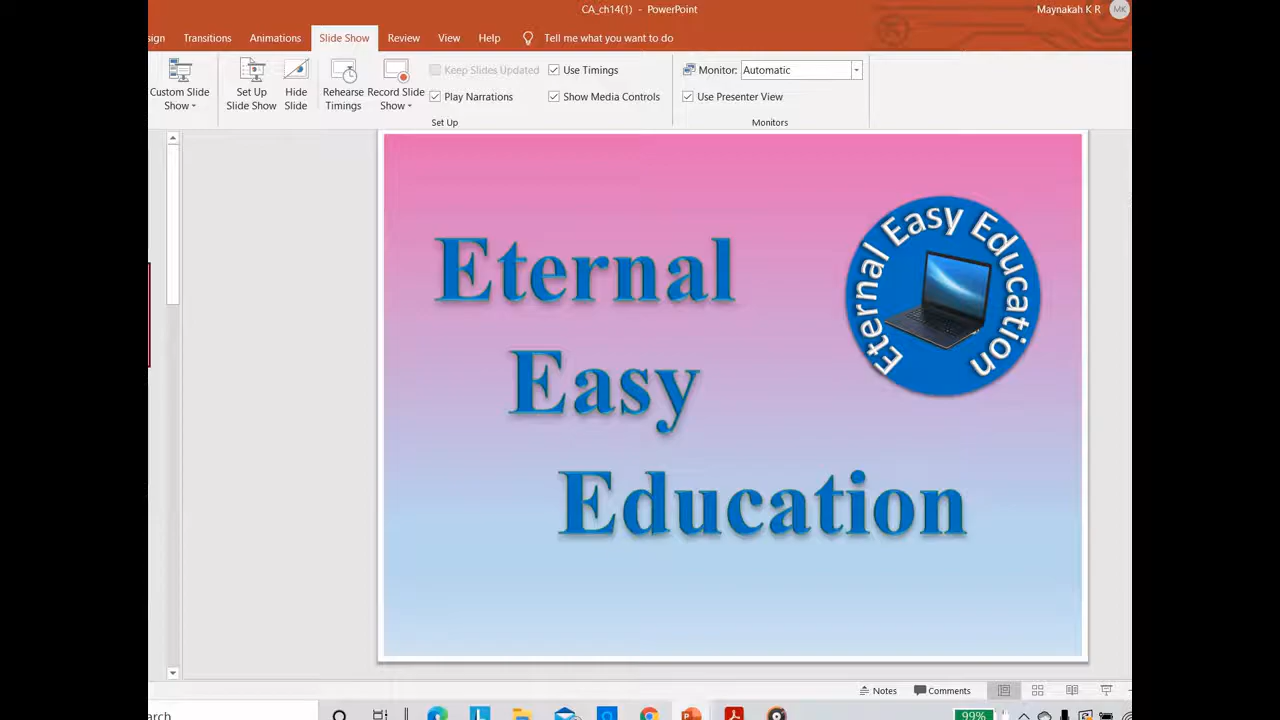 CA_ch14(1) - PowerPoint
Maynakah K R
MK
sign Transitions Animations Slide Show Review View Help Tell me what you want to do
Custom Slide Show
Set Up Slide Show
Hide Slide
Rehearse Timings
Record Slide Show
Keep Slides Updated
Use Timings
Play Narrations
Show Media Controls
Set Up
Monitor: Automatic
Use Presenter View
Monitors
Eternal
Easy
Education
Eternal Easy Education
Notes
Comments
arch
99%